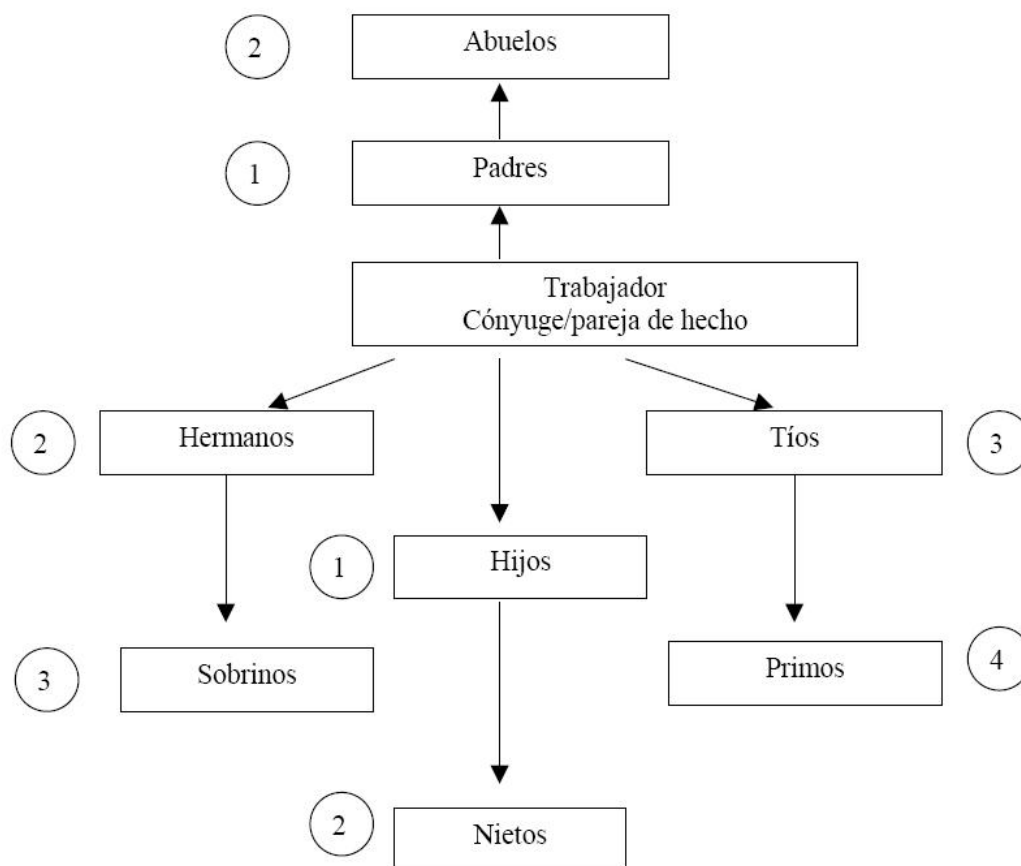 2
Abuelos
1
Padres
Trabajador
Cónyuge/pareja de hecho
2
Hermanos
Tíos
3
1
Hijos
3
Sobrinos
Primos
4
2
Nietos